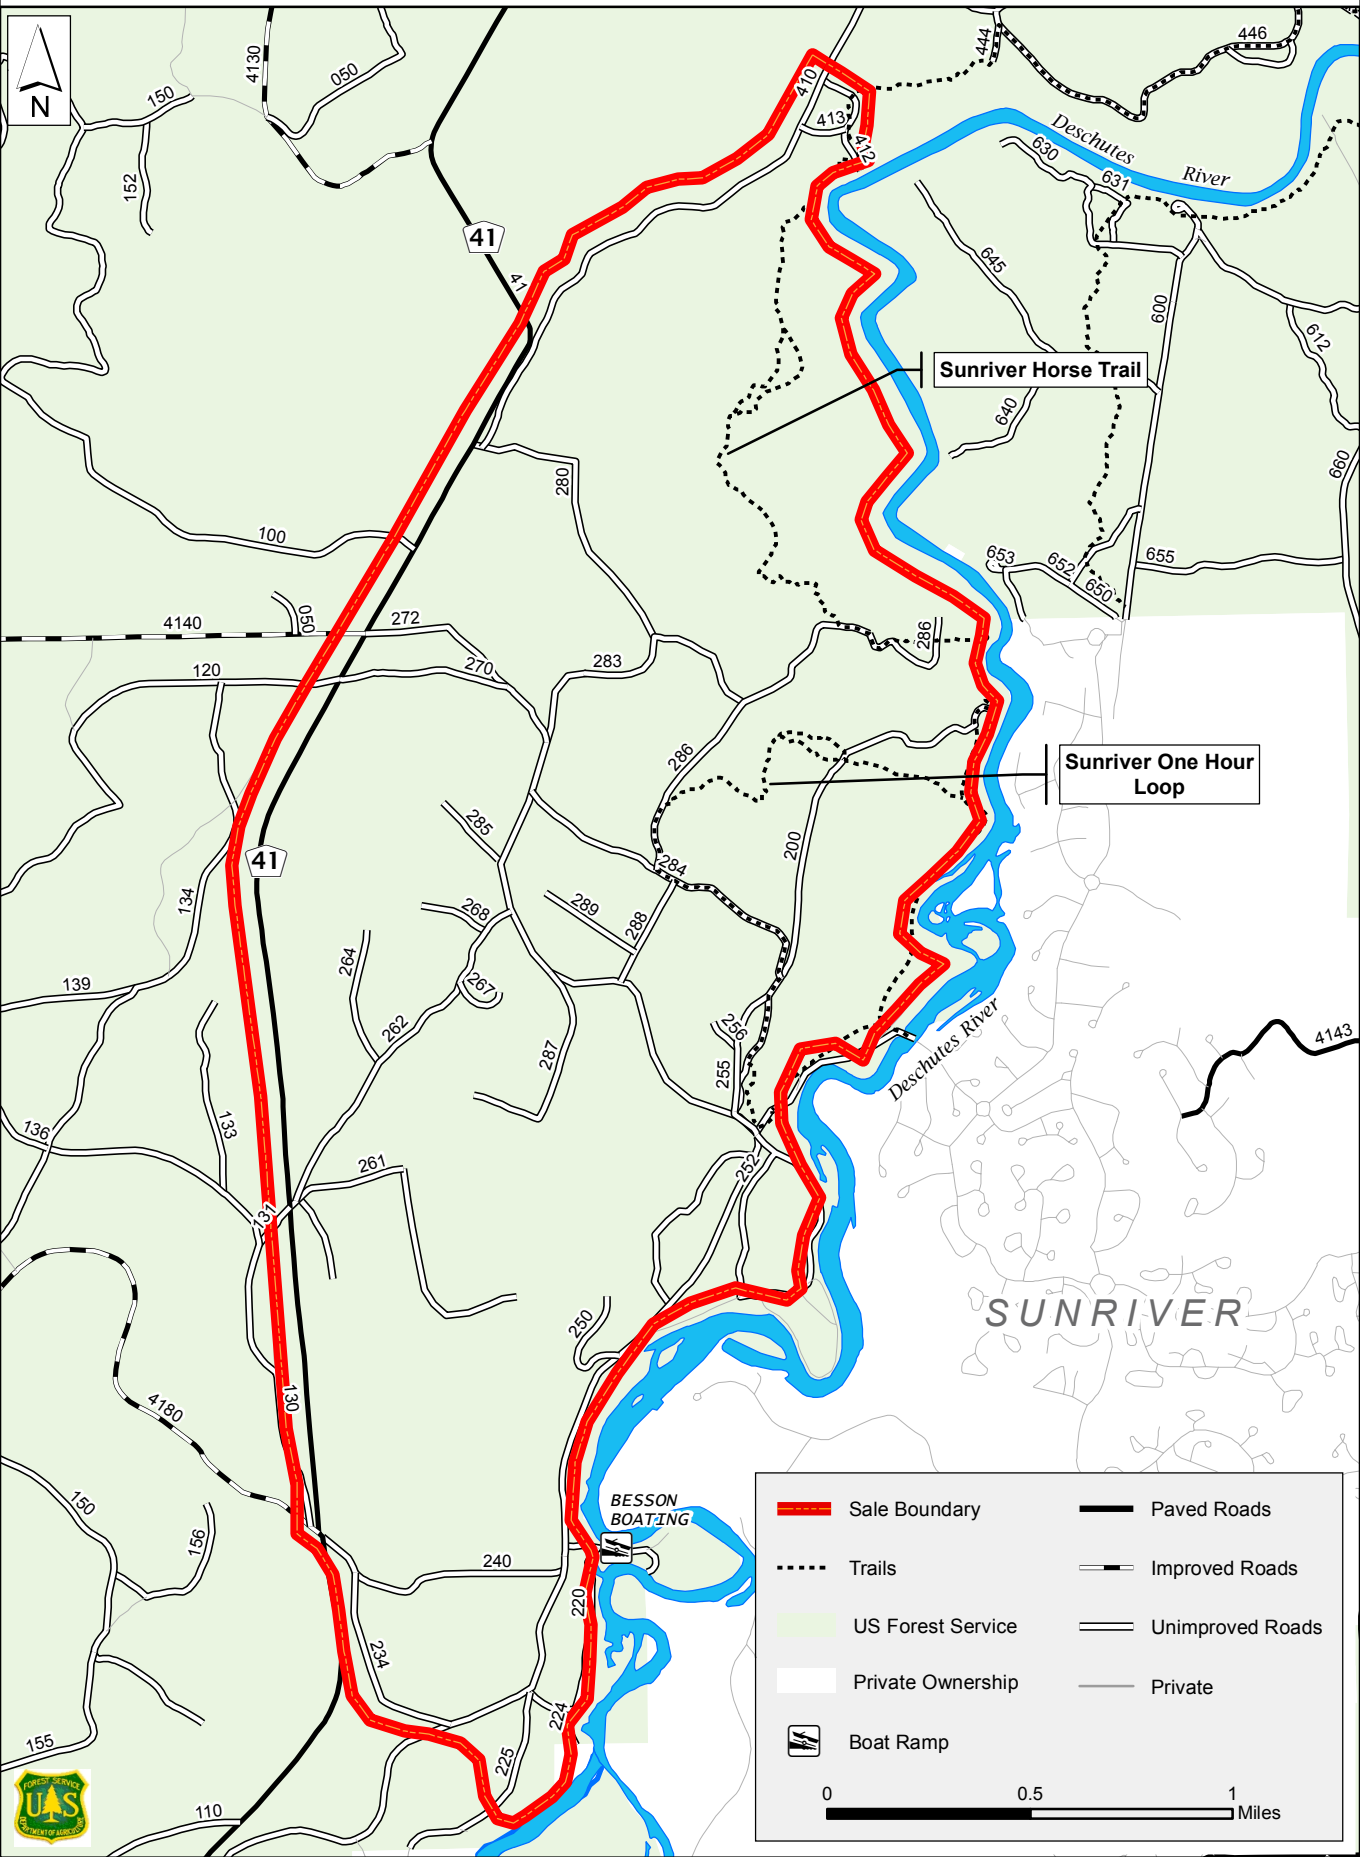 N
4130
050
150
152
41
41
410
413
412
444
446
Deschutes
River
630
631
645
600
612
640
660
Sunriver Horse Trail
280
100
653
652
650
655
4140
050
272
120
270
283
286
286
Sunriver One Hour
Loop
41
285
284
200
134
289
288
268
264
267
139
262
256
255
287
Deschutes River
4143
136
133
131
261
252
SUNRIVER
250
130
4180
150
156
BESSON
BOATING
240
220
234
224
225
155
110
FOREST SERVICE
U S
DEPARTMENT OF AGRICULTURE
Sale Boundary
Paved Roads
Trails
Improved Roads
US Forest Service
Unimproved Roads
Private Ownership
Private
Boat Ramp
0
0.5
1
Miles